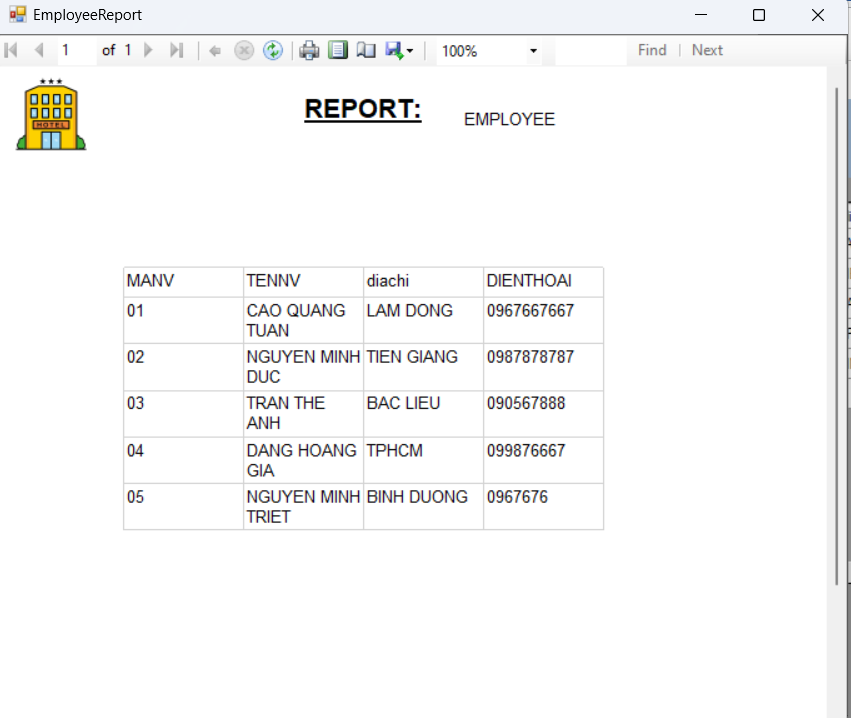 EmployeeReport
1 of 1 100% Find | Next
HOTEL
REPORT: EMPLOYEE
MANV TENNV diachi DIENTHOAI
01 CAO QUANG LAM DONG 0967667667
TUAN
02 NGUYEN MINH TIEN GIANG 0987878787
DUC
03 TRAN THE BAC LIEU 090567888
ANH
04 DANG HOANG TPHCM 099876667
GIA
05 NGUYEN MINH BINH DUONG 0967676
TRIET